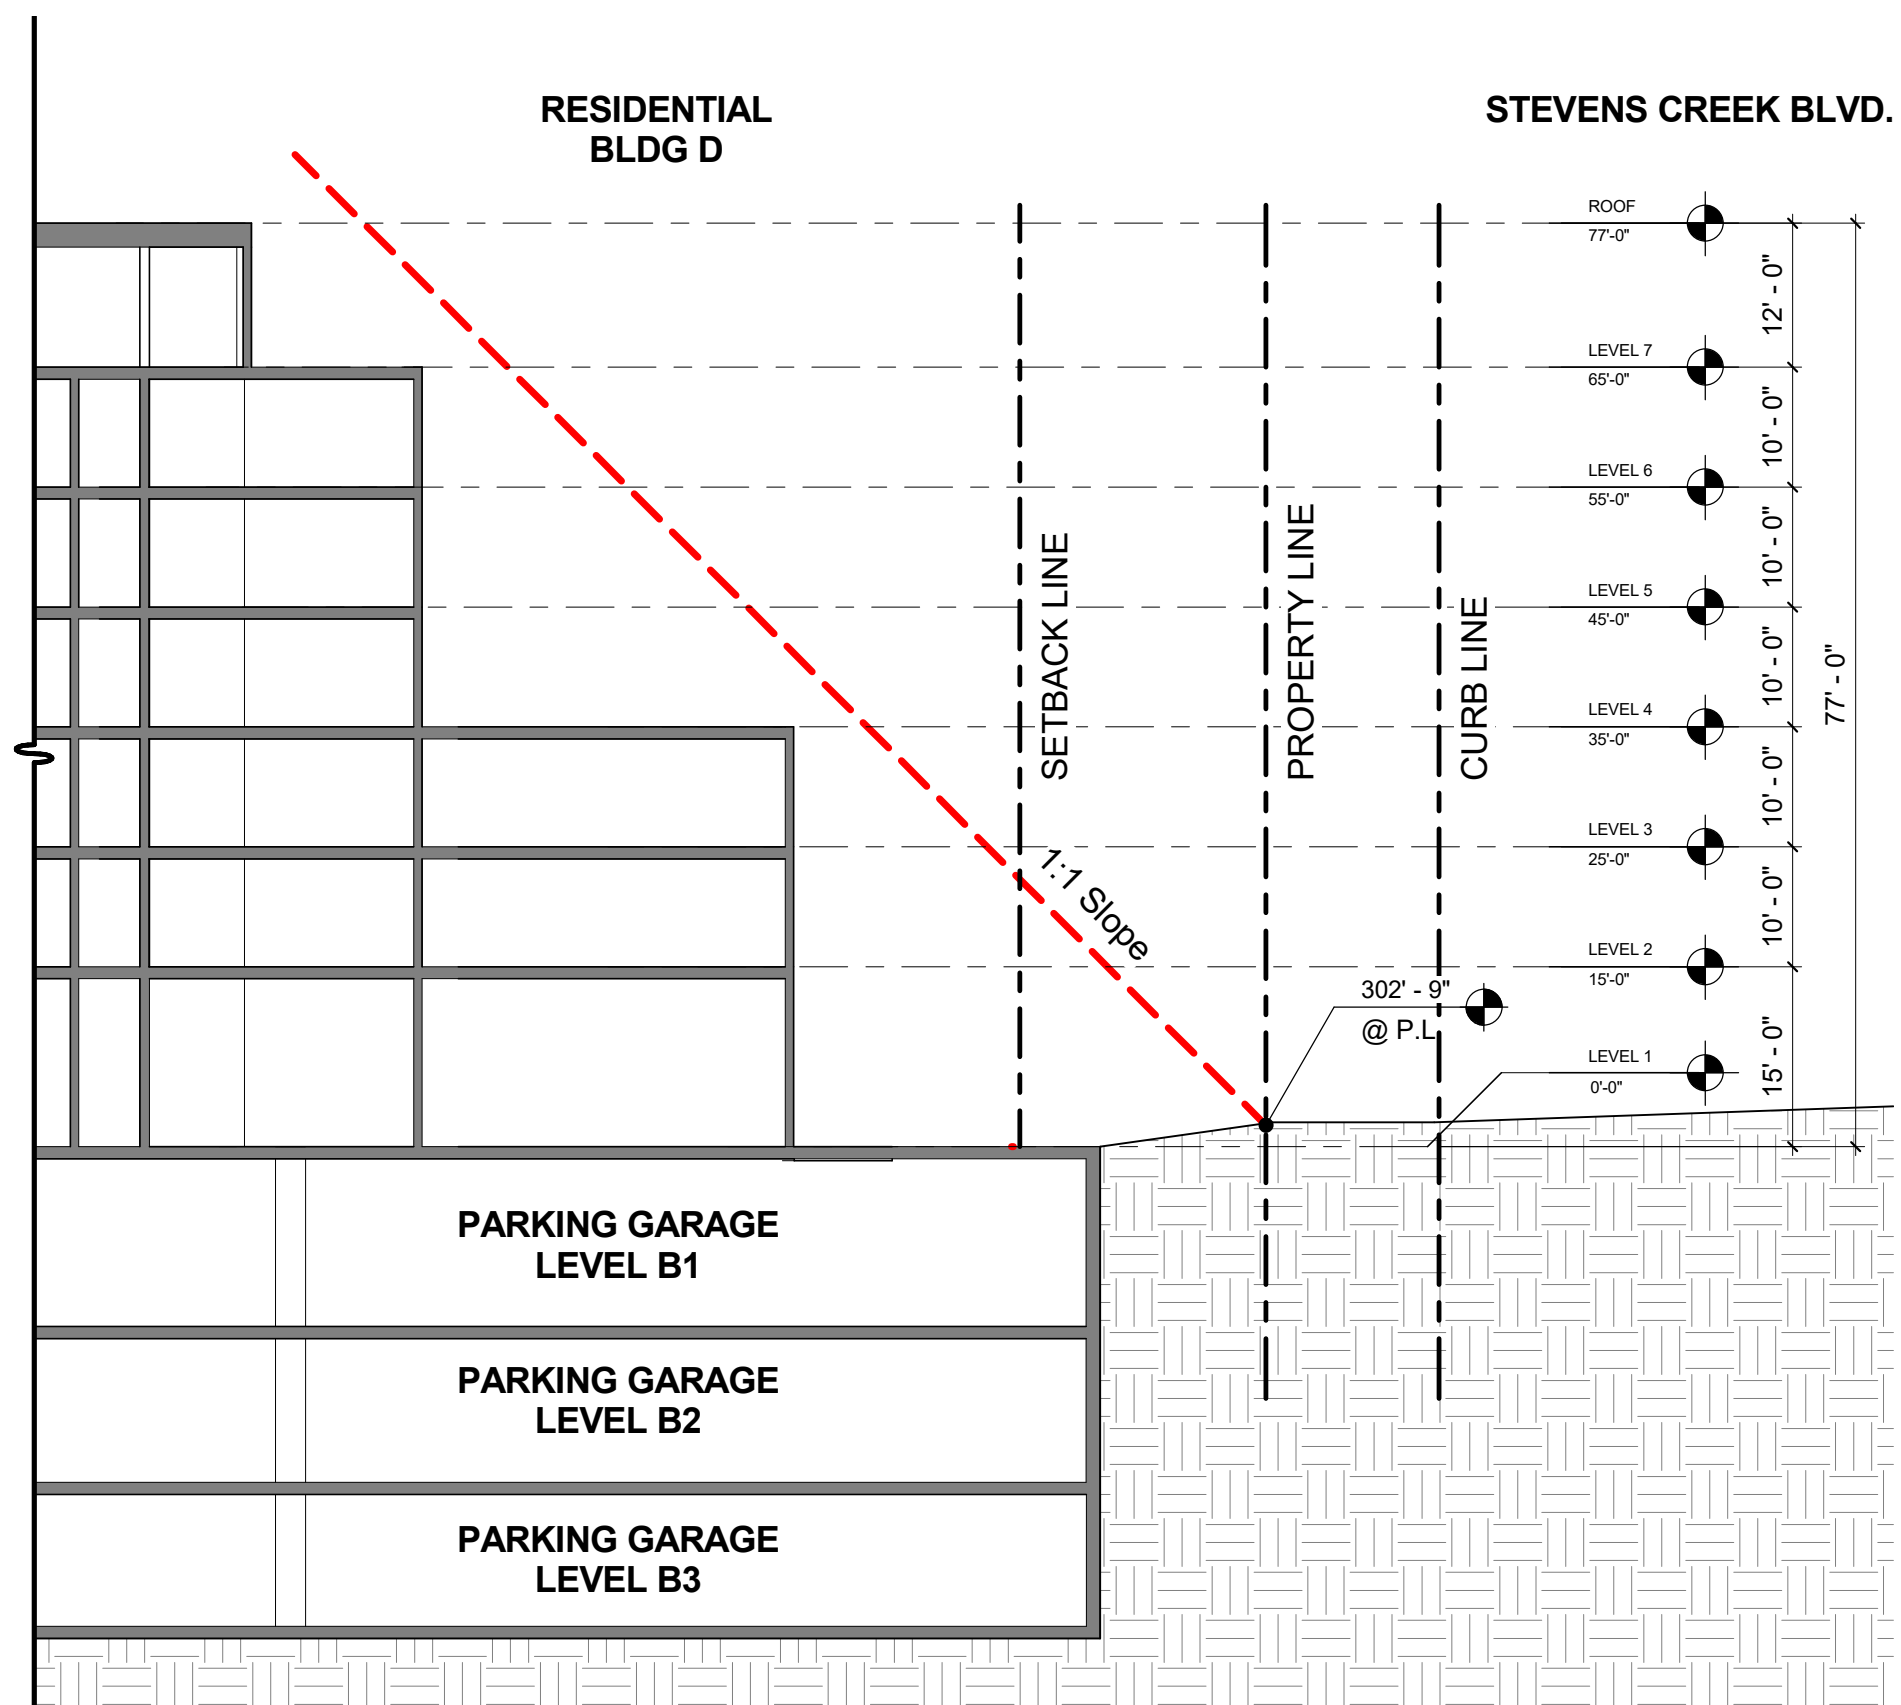 RESIDENTIAL
BLDG D
STEVENS CREEK BLVD.
ROOF
77'-0"
12' - 0"
LEVEL 7
65'-0"
10' - 0"
LEVEL 6
55'-0"
10' - 0"
LEVEL 5
45'-0"
10' - 0"
LEVEL 4
35'-0"
10' - 0"
LEVEL 3
25'-0"
10' - 0"
LEVEL 2
15'-0"
15' - 0"
LEVEL 1
0'-0"
77' - 0"
SETBACK LINE
PROPERTY LINE
CURB LINE
1:1 Slope
302' - 9"
@ P.L
PARKING GARAGE
LEVEL B1
PARKING GARAGE
LEVEL B2
PARKING GARAGE
LEVEL B3